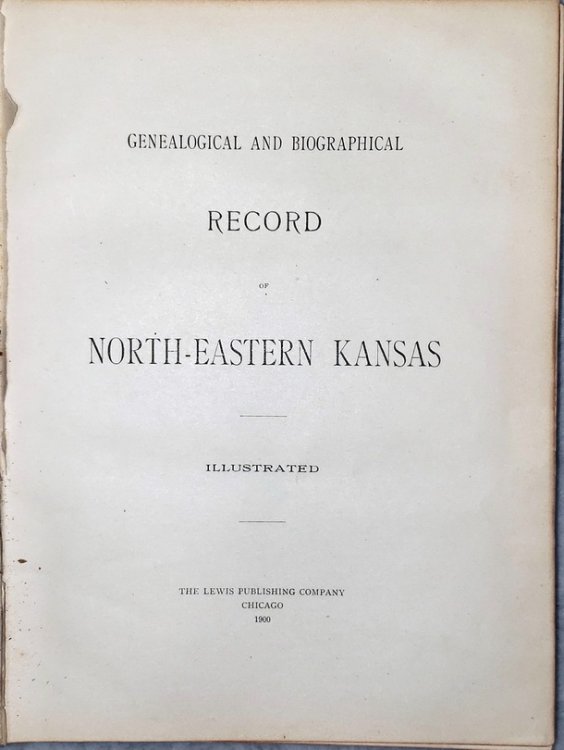 GENEALOGICAL AND BIOGRAPHICAL
RECORD
OF
NORTH-EASTERN KANSAS
ILLUSTRATED
THE LEWIS PUBLISHING COMPANY
CHICAGO
1900